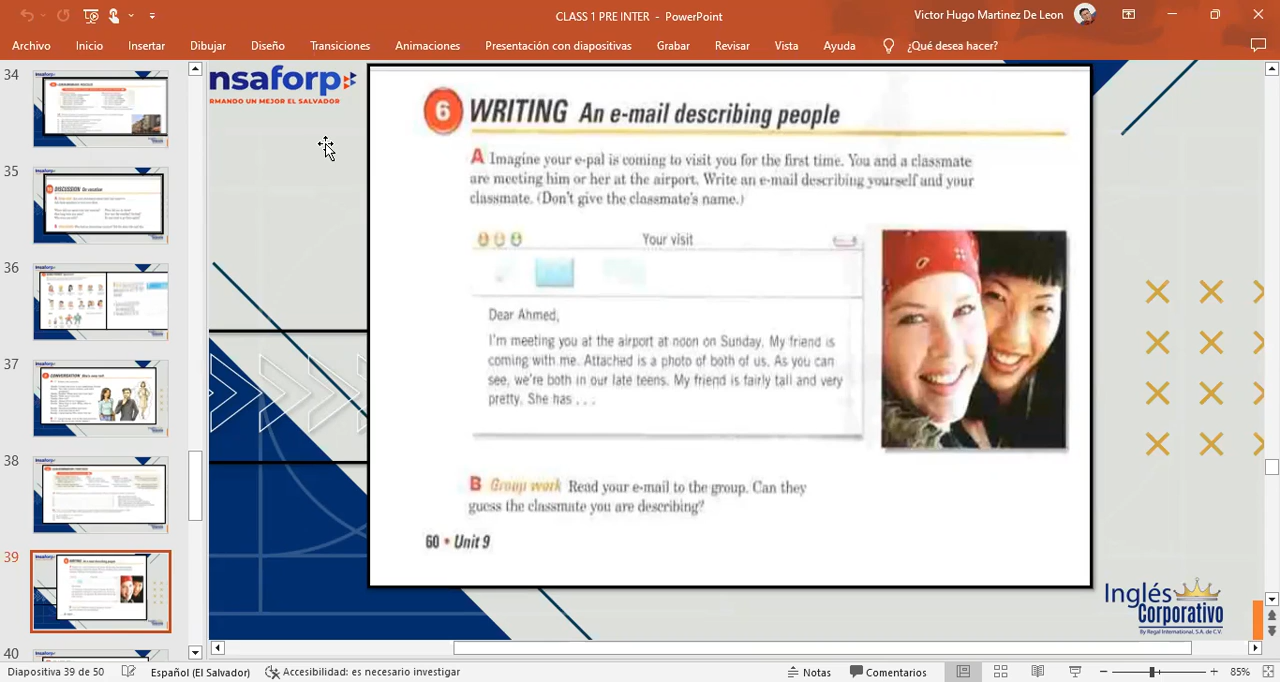 CLASS 1 PRE INTER - PowerPoint
Victor Hugo Martinez De Leon
Archivo Inicio Insertar Dibujar Diseño Transiciones Animaciones Presentación con diapositivas Grabar Revisar Vista Ayuda ¿Qué desea hacer?
34
35
36
37
38
39
40
nsaforp
RMANDO UN MEJOR EL SALVADOR
6 WRITING An e-mail describing people
A Imagine your e-pal is coming to visit you for the first time. You and a classmate
are meeting him or her at the airport. Write an e-mail describing yourself and your
classmate. (Don't give the classmate's name.)
Your visit
Dear Ahmed,
I'm meeting you at the airport at noon on Sunday. My friend is
coming with me. Attached is a photo of both of us. As you can
see, we're both in our late teens. My friend is fairly tall and very
pretty. She has . . .
B Group work Read your e-mail to the group. Can they
guess the classmate you are describing?
60 • Unit 9
Inglés
Corporativo
By Regal International, S.A. de C.V.
Diapositiva 39 de 50 Español (El Salvador) Accesibilidad: es necesario investigar Notas Comentarios 85%